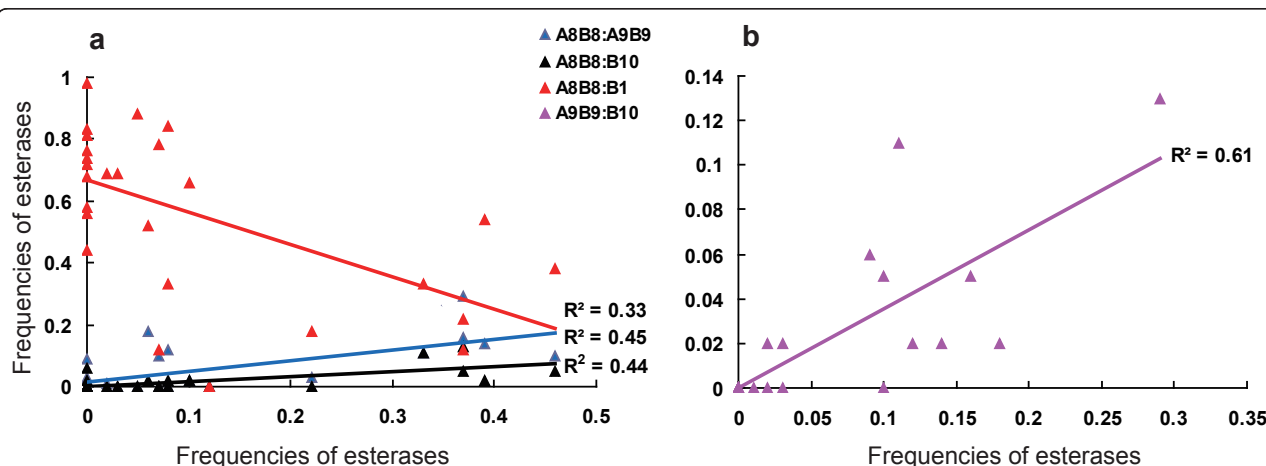 a
A8B8:A9B9
A8B8:B10
A8B8:B1
A9B9:B10
Frequencies of esterases
1
0.8
0.6
0.4
0.2
0
R² = 0.33
R² = 0.45
R² = 0.44
0 0.1 0.2 0.3 0.4 0.5
Frequencies of esterases
b
0.14
0.12
0.1
0.08
0.06
0.04
0.02
0
R² = 0.61
0 0.05 0.1 0.15 0.2 0.25 0.3 0.35
Frequencies of esterases